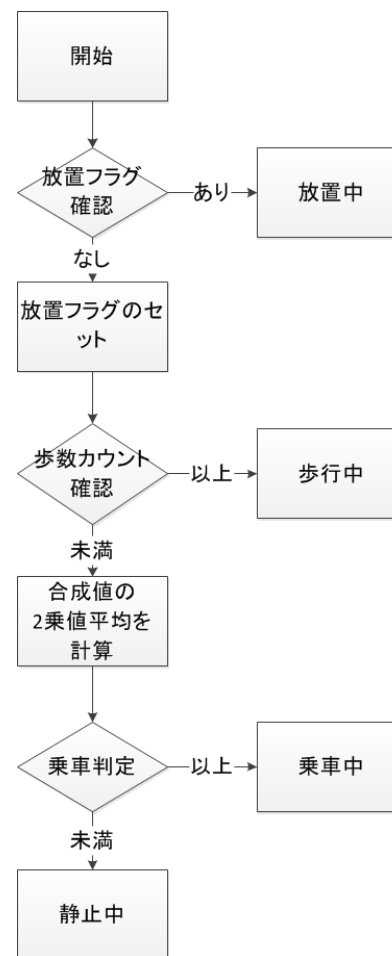 開始
放置フラグ
確認
あり
放置中
なし
放置フラグのセ
ット
歩数カウント
確認
以上
歩行中
未満
合成値の
2乗値平均を
計算
乗車判定
以上
乗車中
未満
静止中